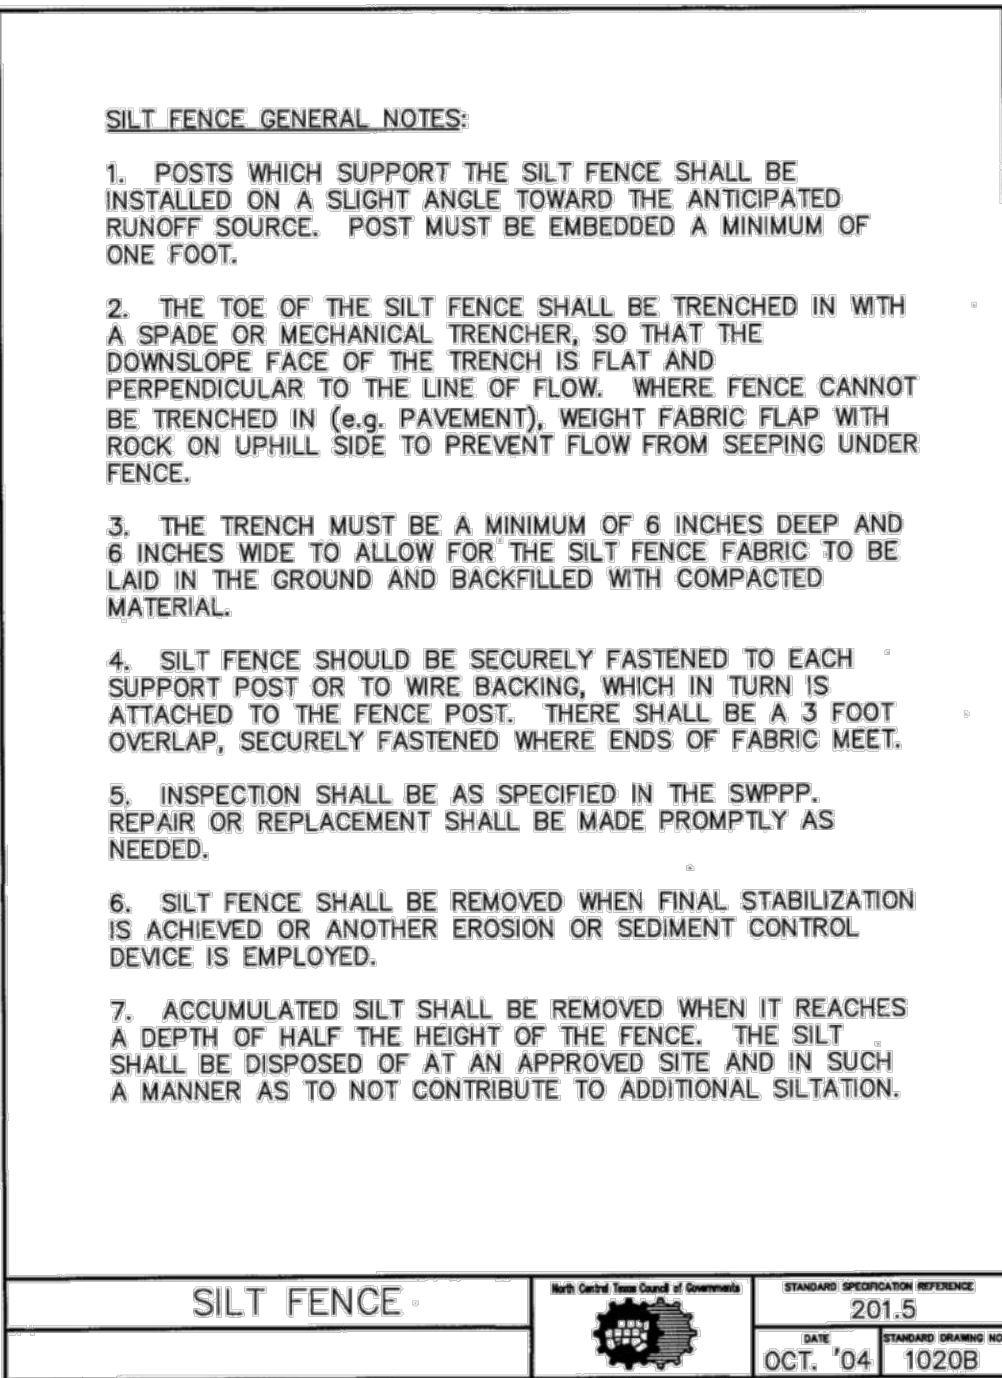 SILT FENCE GENERAL NOTES:
1. POSTS WHICH SUPPORT THE SILT FENCE SHALL BE
INSTALLED ON A SLIGHT ANGLE TOWARD THE ANTICIPATED
RUNOFF SOURCE. POST MUST BE EMBEDDED A MINIMUM OF
ONE FOOT.
2. THE TOE OF THE SILT FENCE SHALL BE TRENCHED IN WITH
A SPADE OR MECHANICAL TRENCHER, SO THAT THE
DOWNSLOPE FACE OF THE TRENCH IS FLAT AND
PERPENDICULAR TO THE LINE OF FLOW. WHERE FENCE CANNOT
BE TRENCHED IN (e.g. PAVEMENT), WEIGHT FABRIC FLAP WITH
ROCK ON UPHILL SIDE TO PREVENT FLOW FROM SEEPING UNDER
FENCE.
3. THE TRENCH MUST BE A MINIMUM OF 6 INCHES DEEP AND
6 INCHES WIDE TO ALLOW FOR THE SILT FENCE FABRIC TO BE
LAID IN THE GROUND AND BACKFILLED WITH COMPACTED
MATERIAL.
4. SILT FENCE SHOULD BE SECURELY FASTENED TO EACH
SUPPORT POST OR TO WIRE BACKING, WHICH IN TURN IS
ATTACHED TO THE FENCE POST. THERE SHALL BE A 3 FOOT
OVERLAP, SECURELY FASTENED WHERE ENDS OF FABRIC MEET.
5. INSPECTION SHALL BE AS SPECIFIED IN THE SWPPP.
REPAIR OR REPLACEMENT SHALL BE MADE PROMPTLY AS
NEEDED.
6. SILT FENCE SHALL BE REMOVED WHEN FINAL STABILIZATION
IS ACHIEVED OR ANOTHER EROSION OR SEDIMENT CONTROL
DEVICE IS EMPLOYED.
7. ACCUMULATED SILT SHALL BE REMOVED WHEN IT REACHES
A DEPTH OF HALF THE HEIGHT OF THE FENCE. THE SILT
SHALL BE DISPOSED OF AT AN APPROVED SITE AND IN SUCH
A MANNER AS TO NOT CONTRIBUTE TO ADDITIONAL SILTATION.
SILT FENCE
North Central Texas Council of Governments
STANDARD SPECIFICATION REFERENCE
201.5
DATE
OCT. '04
STANDARD DRAWING NO
1020B